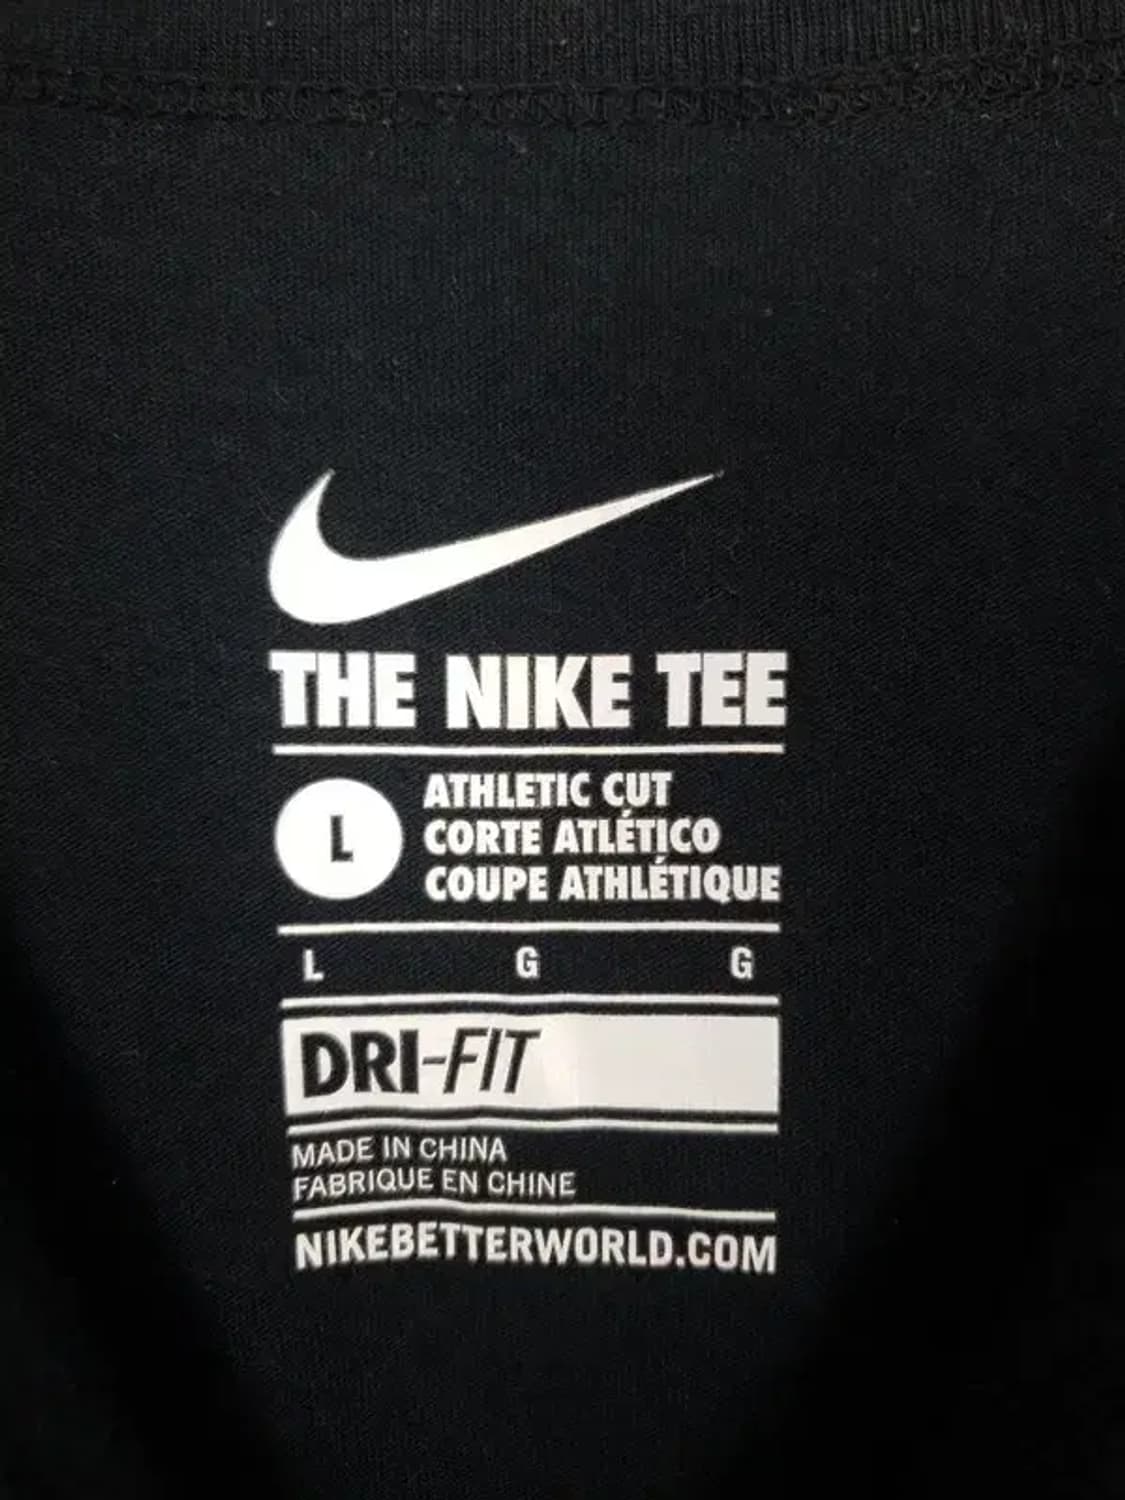 THE NIKE TEE
L
ATHLETIC CUT
CORTE ATLÉTICO
COUPE ATHLÉTIQUE
L G G
DRI-FIT
MADE IN CHINA
FABRIQUE EN CHINE
NIKEBETTERWORLD.COM